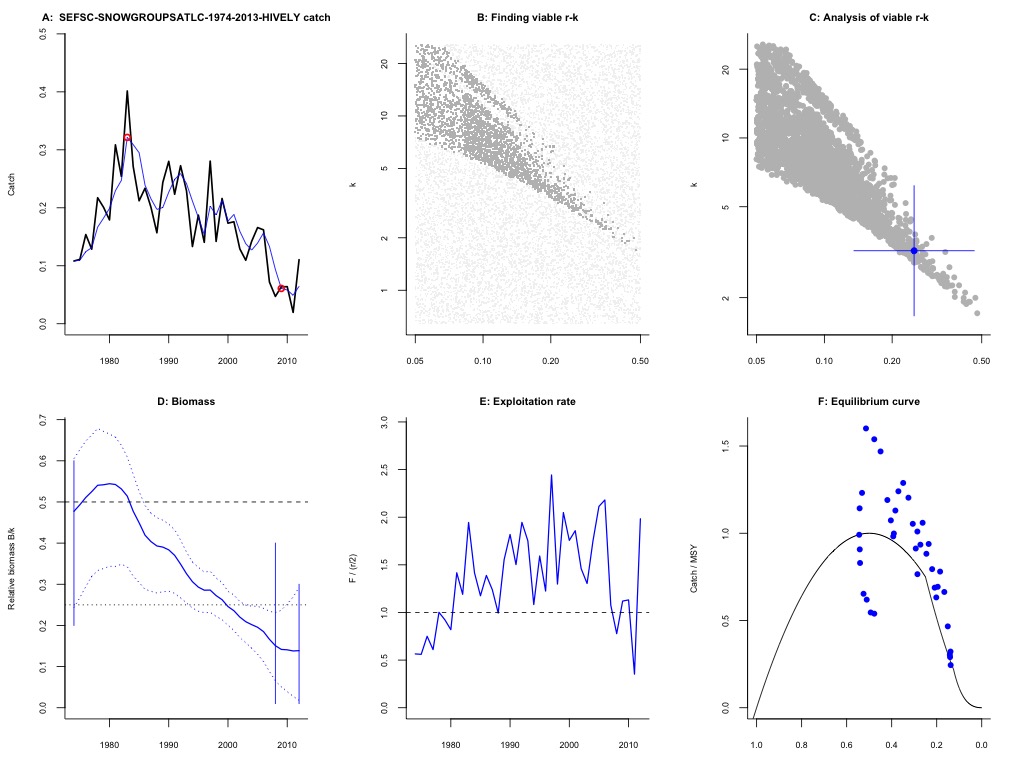 A:  SEFSC-SNOWGROUPSATLC-1974-2013-HIVELY catch
Catch
0.0 0.1 0.2 0.3 0.4 0.5
1980 1990 2000 2010
B: Finding viable r-k
k
1 2 5 10 20
0.05 0.10 0.20 0.50
C: Analysis of viable r-k
k
2 5 10 20
0.05 0.10 0.20 0.50
D: Biomass
Relative biomass B/k
0.0 0.1 0.2 0.3 0.4 0.5 0.6 0.7
1980 1990 2000 2010
E: Exploitation rate
F / (r/2)
0.0 0.5 1.0 1.5 2.0 2.5 3.0
1980 1990 2000 2010
F: Equilibrium curve
Catch / MSY
0.0 0.5 1.0 1.5
1.0 0.8 0.6 0.4 0.2 0.0